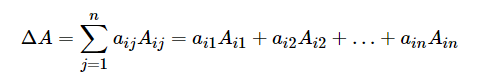 ΔA = ∑_{j=1}^{n} a_{ij}A_{ij} = a_{i1}A_{i1} + a_{i2}A_{i2} + … + a_{in}A_{in}